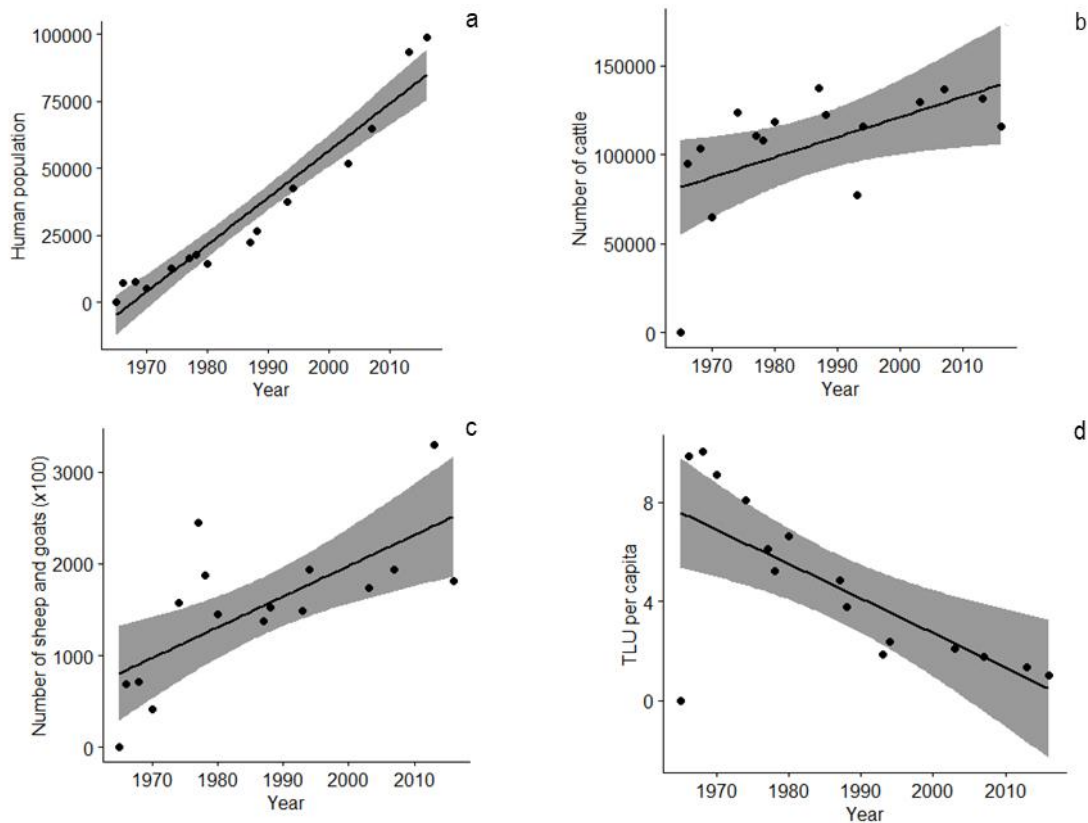 a
Human population
100000
75000
50000
25000
0
1970 1980 1990 2000 2010
Year
b
Number of cattle
150000
100000
50000
0
1970 1980 1990 2000 2010
Year
c
Number of sheep and goats (x100)
3000
2000
1000
0
1970 1980 1990 2000 2010
Year
d
TLU per capita
8
4
0
1970 1980 1990 2000 2010
Year